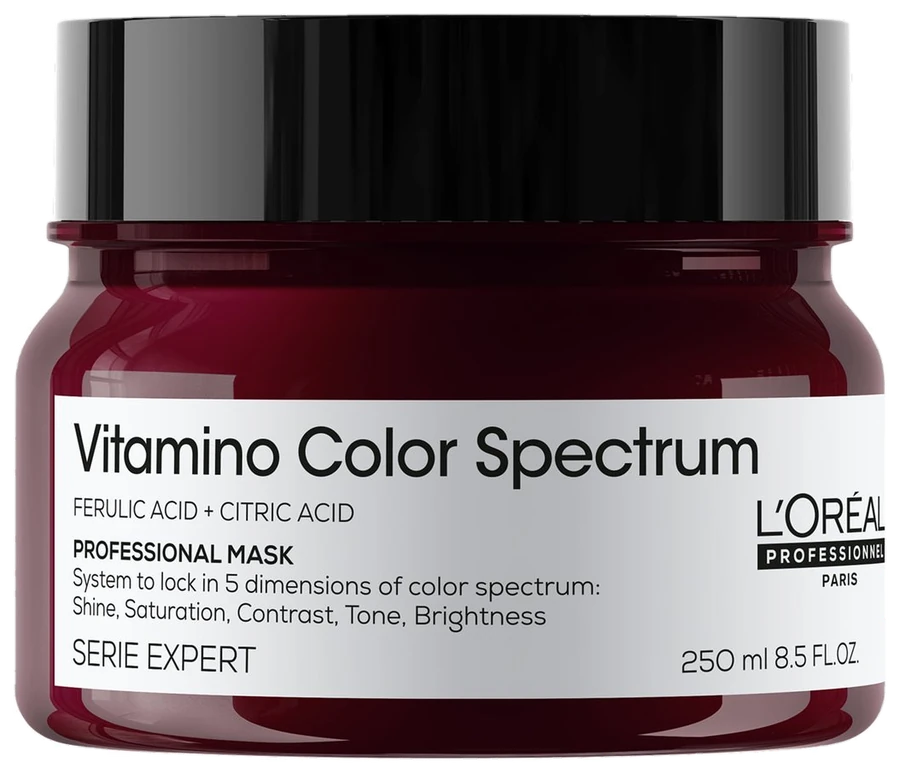 Vitamino Color Spectrum
FERULIC ACID + CITRIC ACID
PROFESSIONAL MASK
System to lock in 5 dimensions of color spectrum:
Shine, Saturation, Contrast, Tone, Brightness
SERIE EXPERT
L'ORÉAL
PROFESSIONNEL
PARIS
250 ml 8.5 FL.OZ.